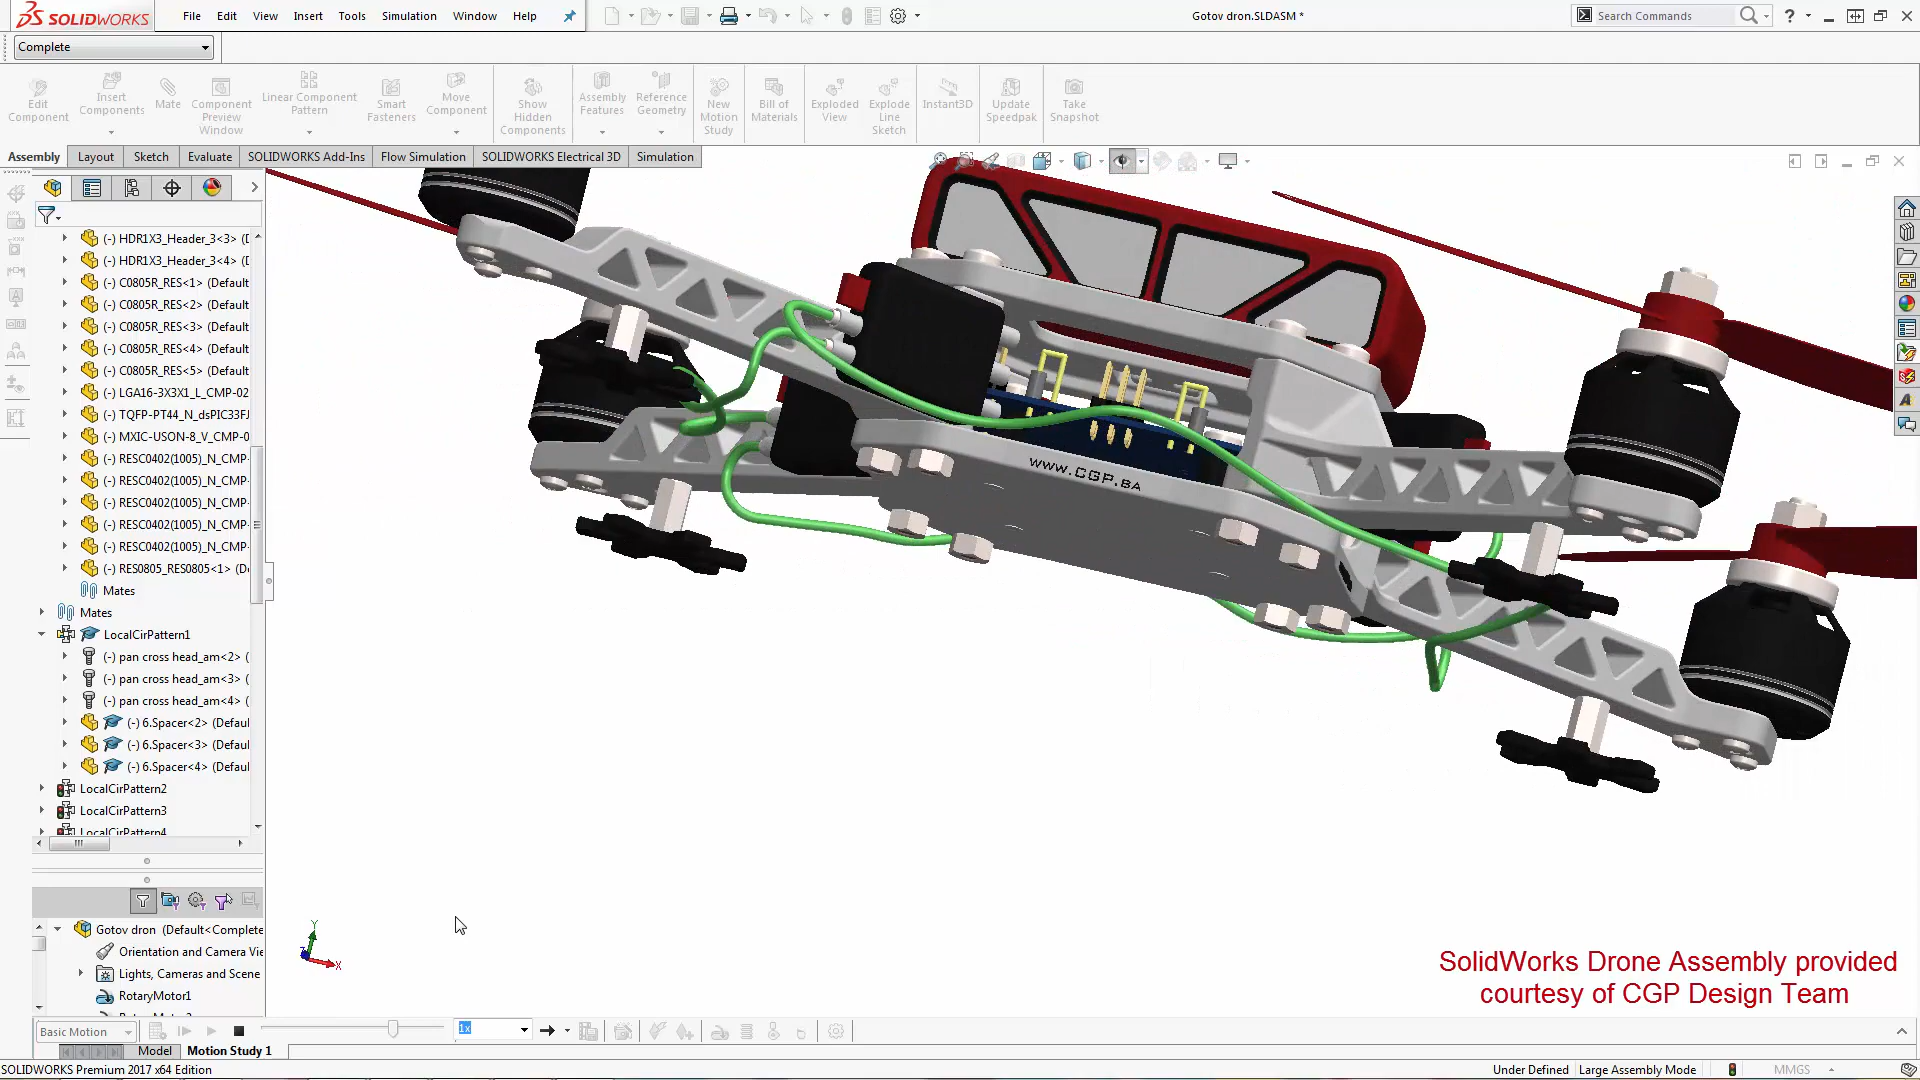 SOLIDWORKS
File Edit View Insert Tools Simulation Window Help
Gotov dron.SLDASM *
Search Commands
Complete
Edit Component
Insert Components
Mate
Component Preview Window
Linear Component Pattern
Smart Fasteners
Move Component
Show Hidden Components
Assembly Features
Reference Geometry
New Motion Study
Bill of Materials
Exploded View
Explode Line Sketch
Instant3D
Update Speedpak
Take Snapshot
Assembly Layout Sketch Evaluate SOLIDWORKS Add-Ins Flow Simulation SOLIDWORKS Electrical 3D Simulation
(-) HDR1X3_Header_3<3> (D
(-) HDR1X3_Header_3<4> (D
(-) C0805R_RES<1> (Default
(-) C0805R_RES<2> (Default
(-) C0805R_RES<3> (Default
(-) C0805R_RES<4> (Default
(-) C0805R_RES<5> (Default
(-) LGA16-3X3X1_L_CMP-02
(-) TQFP-PT44_N_dsPIC33FJ
(-) MXIC-USON-8_V_CMP-0
(-) RESC0402(1005)_N_CMP-
(-) RESC0402(1005)_N_CMP-
(-) RESC0402(1005)_N_CMP-
(-) RESC0402(1005)_N_CMP-
(-) RESC0402(1005)_N_CMP-
(-) RES0805_RES0805<1> (De
Mates
Mates
LocalCirPattern1
(-) pan cross head_am<2> (
(-) pan cross head_am<3> (
(-) pan cross head_am<4> (
(-) 6.Spacer<2> (Defau
(-) 6.Spacer<3> (Defau
(-) 6.Spacer<4> (Defau
LocalCirPattern2
LocalCirPattern3
LocalCirPattern4
www.CGP.BA
Gotov dron (Default<Complete
Orientation and Camera Vie
Lights, Cameras and Scene
RotaryMotor1
Y
Z
X
SolidWorks Drone Assembly provided
courtesy of CGP Design Team
Basic Motion
1x
Model Motion Study 1
SOLIDWORKS Premium 2017 x64 Edition
Under Defined Large Assembly Mode MMGS